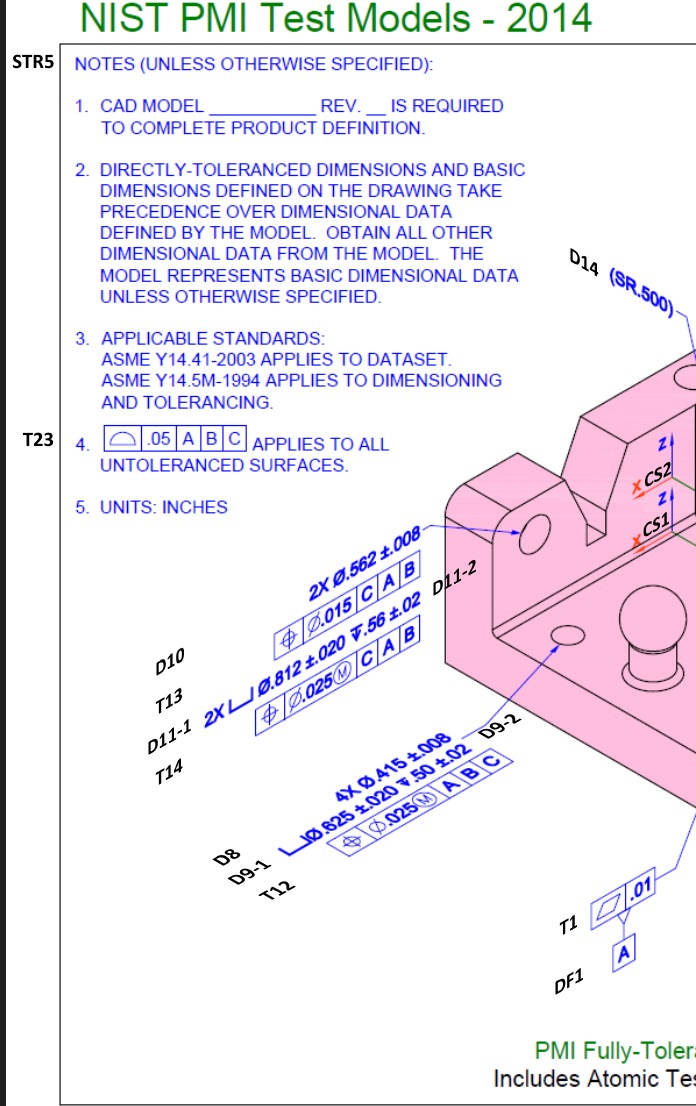 NIST PMI Test Models - 2014
STR5
NOTES (UNLESS OTHERWISE SPECIFIED):
1. CAD MODEL ___________ REV. __ IS REQUIRED
TO COMPLETE PRODUCT DEFINITION.
2. DIRECTLY-TOLERANCED DIMENSIONS AND BASIC
DIMENSIONS DEFINED ON THE DRAWING TAKE
PRECEDENCE OVER DIMENSIONAL DATA
DEFINED BY THE MODEL. OBTAIN ALL OTHER
DIMENSIONAL DATA FROM THE MODEL. THE
MODEL REPRESENTS BASIC DIMENSIONAL DATA
UNLESS OTHERWISE SPECIFIED.
3. APPLICABLE STANDARDS:
ASME Y14.41-2003 APPLIES TO DATASET.
ASME Y14.5M-1994 APPLIES TO DIMENSIONING
AND TOLERANCING.
T23
4. ⌓ .05 A B C APPLIES TO ALL
UNTOLERANCED SURFACES.
5. UNITS: INCHES
D14 (SR.500)
Z
X CS2
Z
X CS1
2X Ø.562 ±.008
⌖ Ø.015 C A B
D11-2
2X ⌴ Ø.812 ±.020 ↧.56 ±.02
⌖ Ø.025Ⓜ C A B
D10
T13
D11-1
T14
4X Ø.415 ±.008
D9-2
⌴Ø.625 ±.020 ↧.50 ±.02
⌖ Ø.025Ⓜ A B C
D8
D9-1
T12
T1 ⏥ .01
A
DF1
PMI Fully-Toler
Includes Atomic Tes